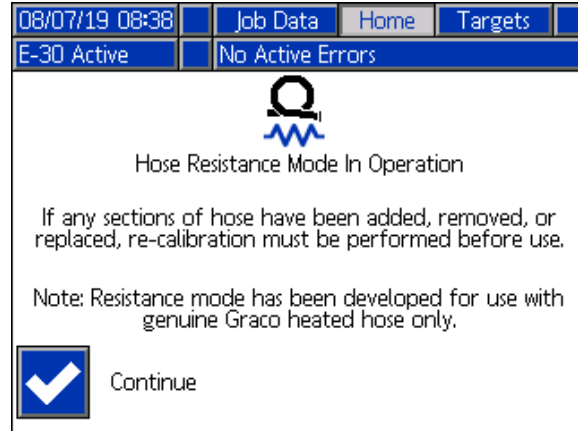 08/07/19 08:38 Job Data Home Targets
E-30 Active No Active Errors
Hose Resistance Mode In Operation
If any sections of hose have been added, removed, or
replaced, re-calibration must be performed before use.
Note: Resistance mode has been developed for use with
genuine Graco heated hose only.
Continue